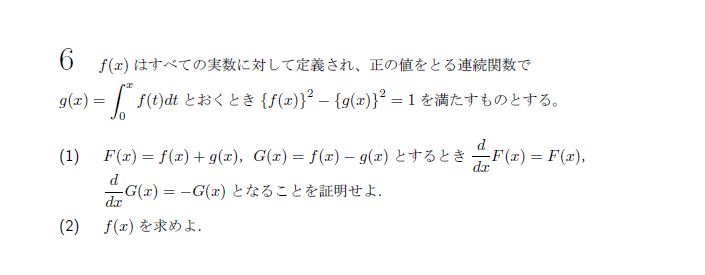 6 f(x) はすべての実数に対して定義され、正の値をとる連続関数で
g(x) = ∫₀ˣ f(t)dt とおくとき {f(x)}² − {g(x)}² = 1 を満たすものとする。
(1) F(x) = f(x) + g(x), G(x) = f(x) − g(x) とするとき d/dx F(x) = F(x),
d/dx G(x) = −G(x) となることを証明せよ.
(2) f(x) を求めよ.